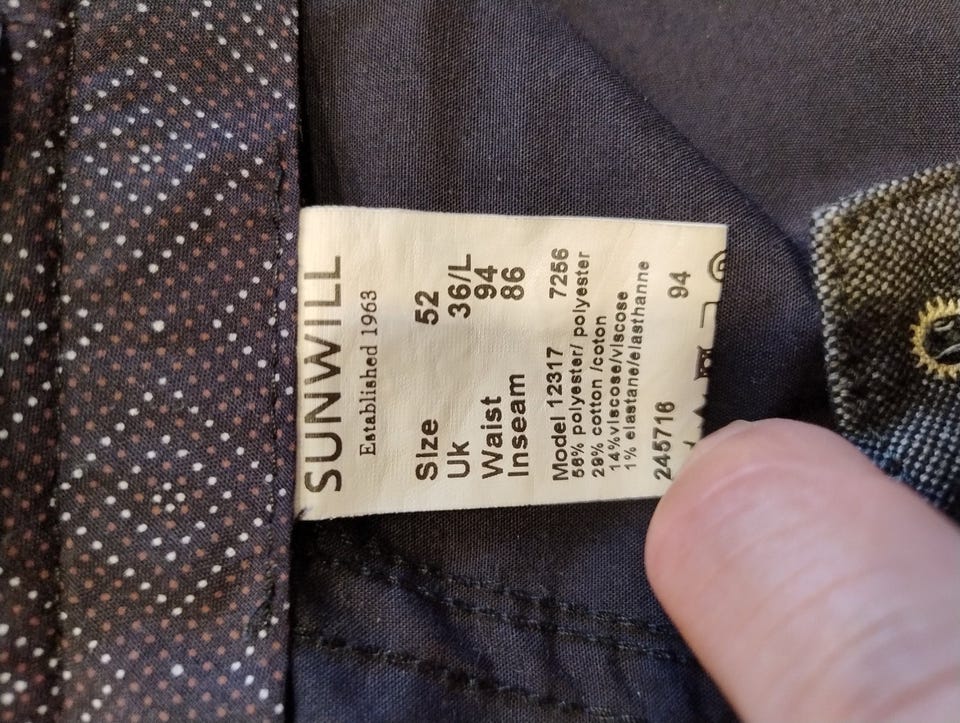 SUNWILL
Established 1963
Size 52
Uk 36/L
Waist 94
Inseam 86
Model 12317 7256
56% polyester/ polyester
29% cotton /coton
14%viscose/viscose
1% elastane/elasthanne
245716 94